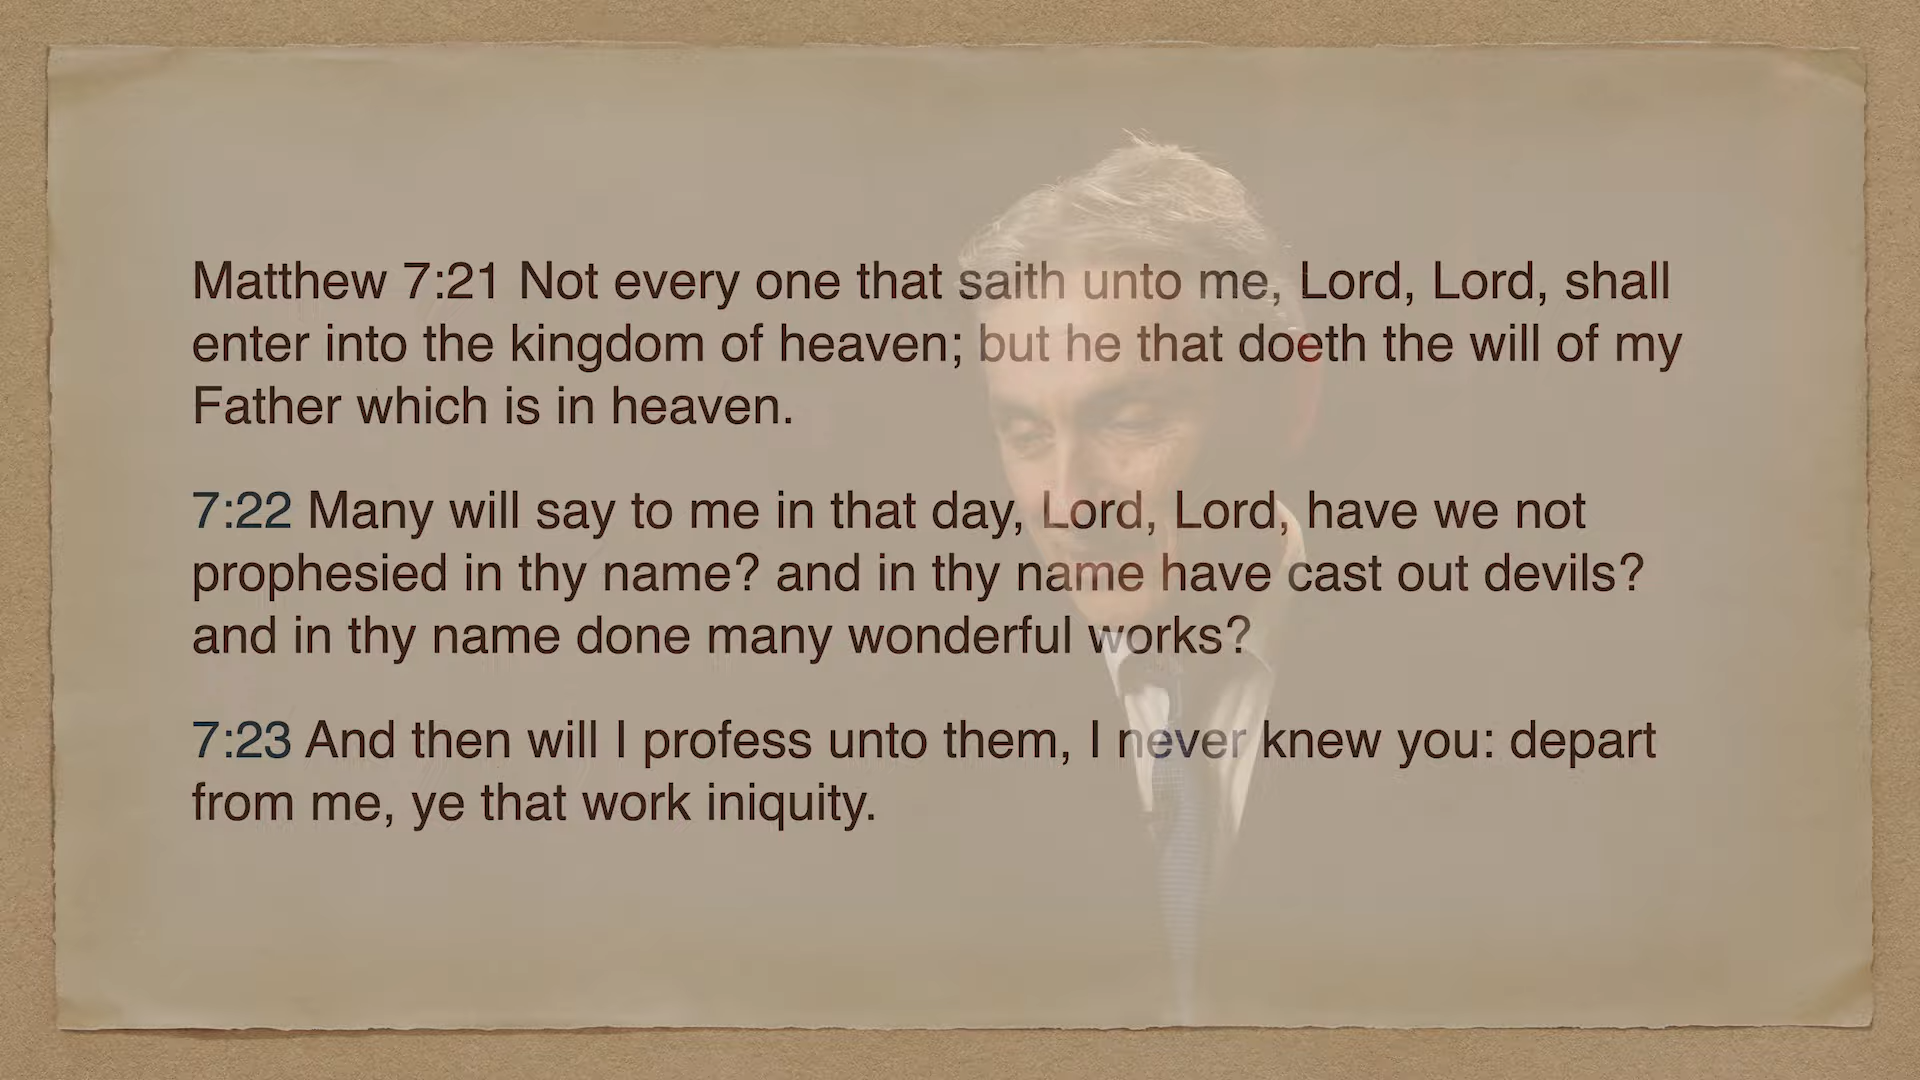 Matthew 7:21 Not every one that saith unto me, Lord, Lord, shall
enter into the kingdom of heaven; but he that doeth the will of my
Father which is in heaven.
7:22 Many will say to me in that day, Lord, Lord, have we not
prophesied in thy name? and in thy name have cast out devils?
and in thy name done many wonderful works?
7:23 And then will I profess unto them, I never knew you: depart
from me, ye that work iniquity.